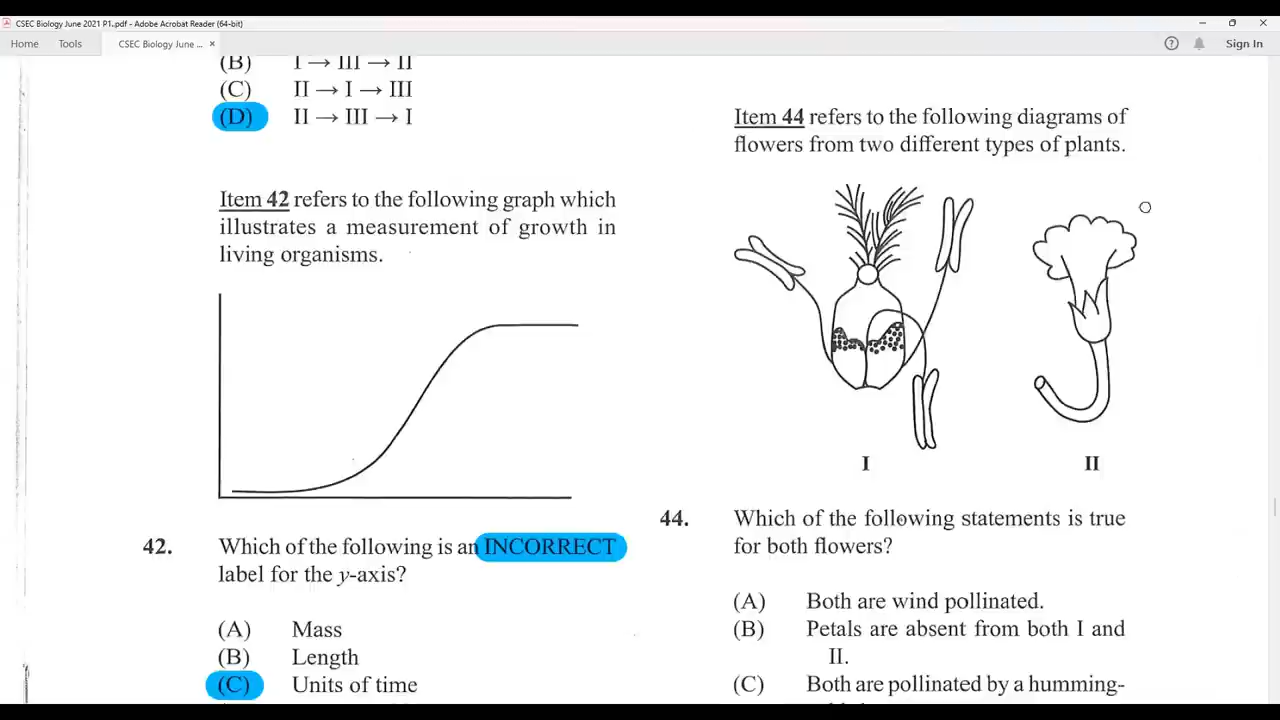 CSEC Biology June 2021 P1..pdf - Adobe Acrobat Reader (64-bit)
Home Tools CSEC Biology June ... × Sign In
(B) I → III → II
(C) II → I → III
(D) II → III → I
Item 42 refers to the following graph which
illustrates a measurement of growth in
living organisms.
42. Which of the following is an INCORRECT
label for the y-axis?
(A) Mass
(B) Length
(C) Units of time
Item 44 refers to the following diagrams of
flowers from two different types of plants.
I II
44. Which of the following statements is true
for both flowers?
(A) Both are wind pollinated.
(B) Petals are absent from both I and
II.
(C) Both are pollinated by a humming-